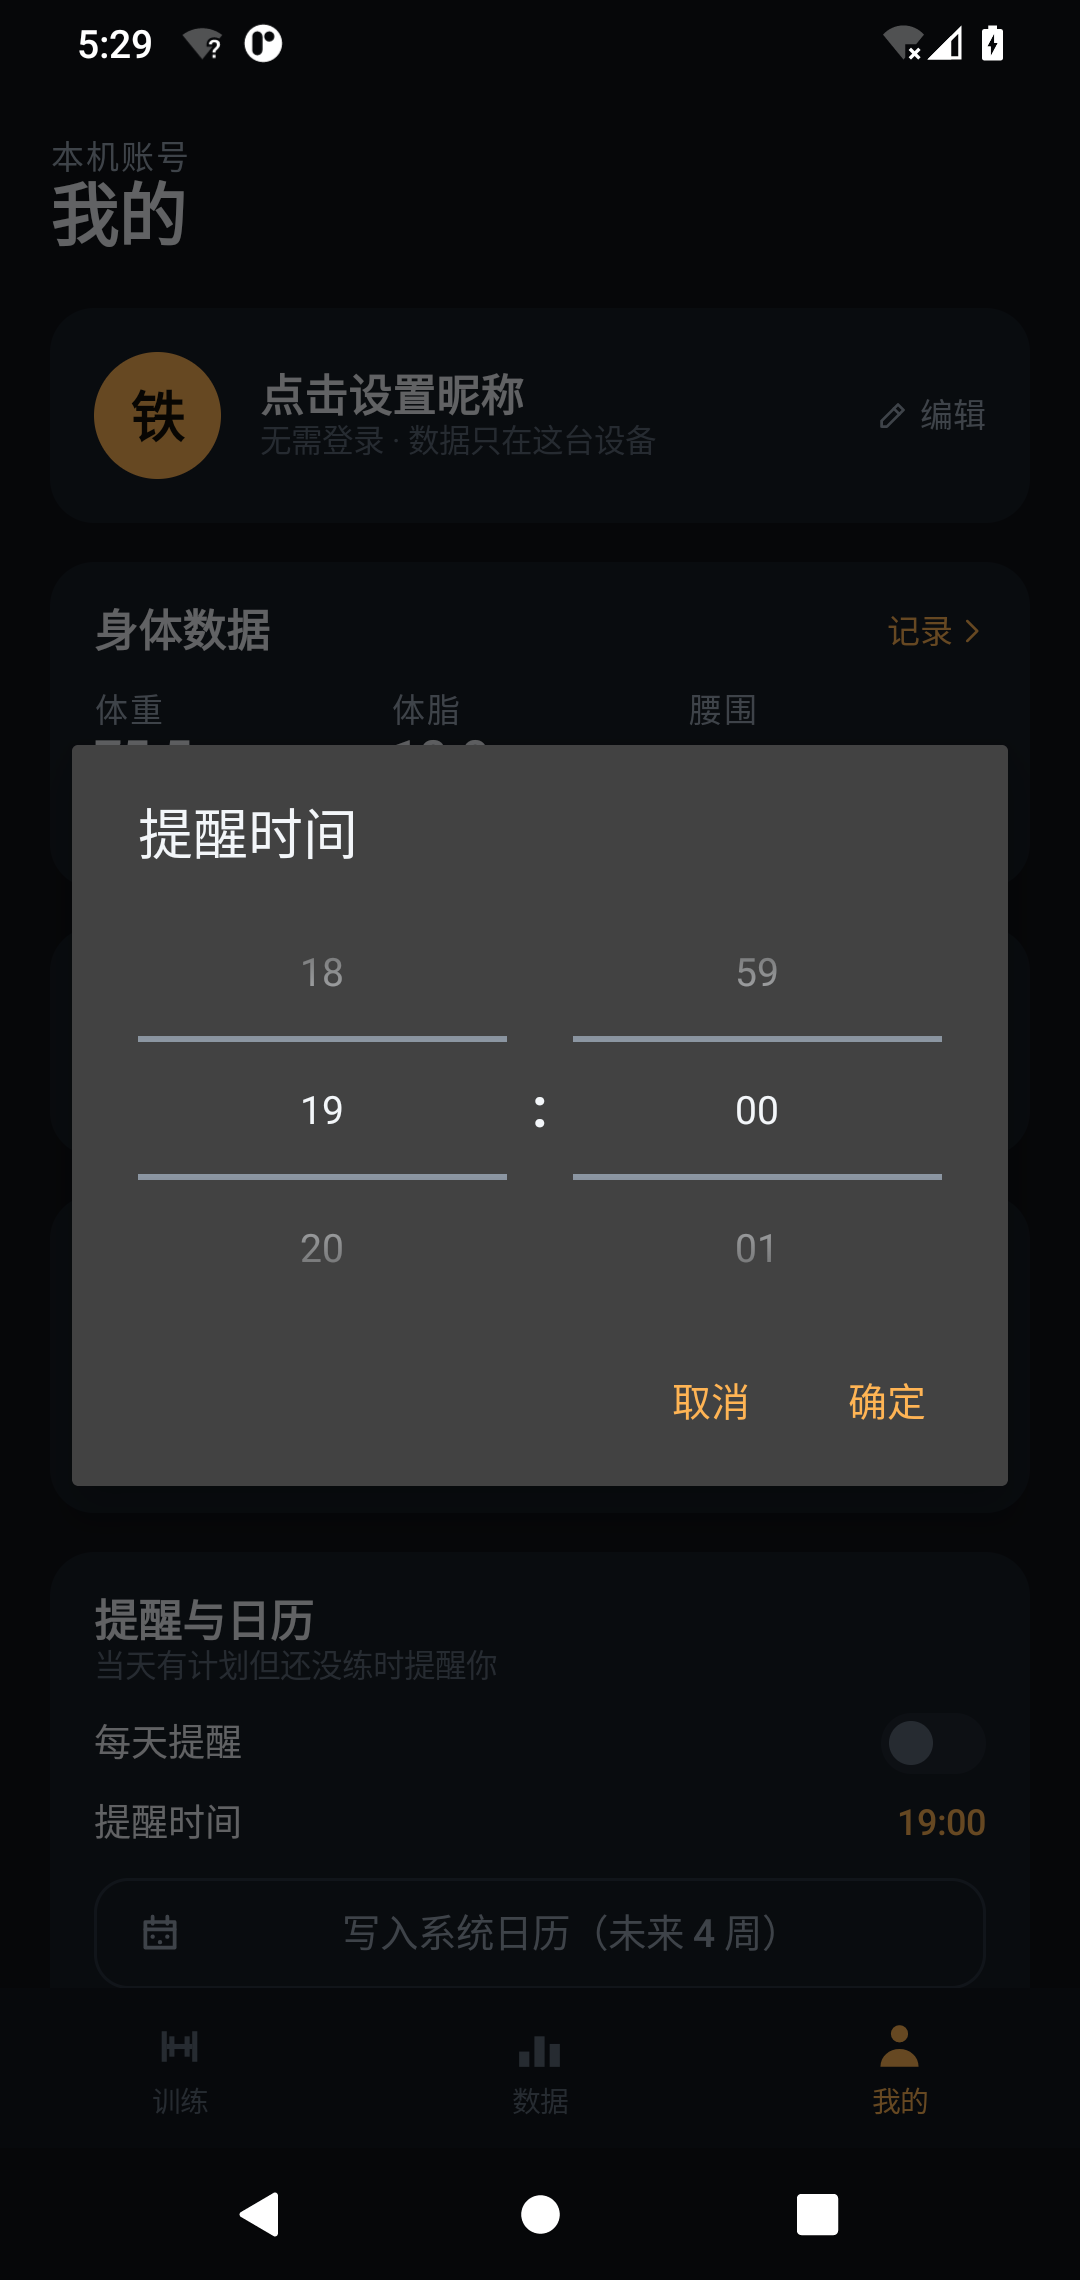 5:29
本机账号
我的
铁
点击设置昵称
无需登录 · 数据只在这台设备
编辑
身体数据
记录
体重
体脂
腰围
提醒时间
18
59
19
:
00
20
01
取消
确定
提醒与日历
当天有计划但还没练时提醒你
每天提醒
提醒时间
19:00
写入系统日历（未来 4 周）
训练
数据
我的